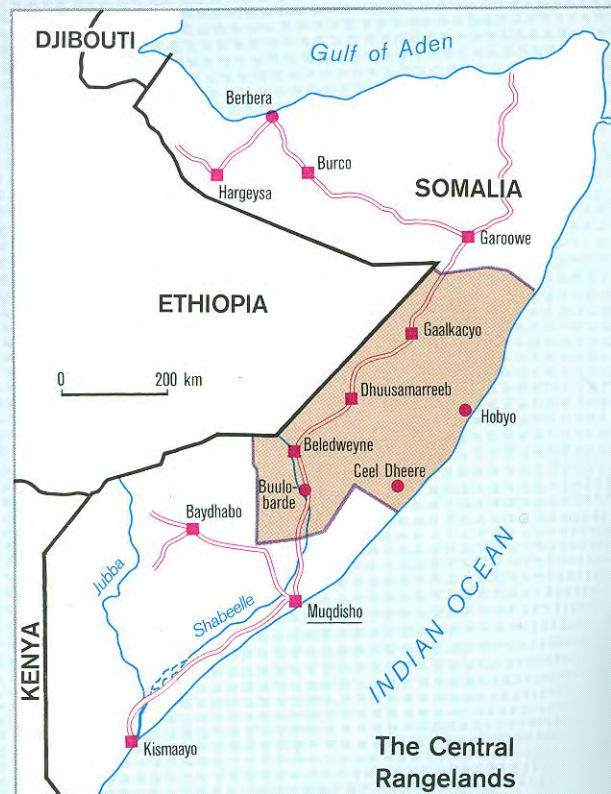 DJIBOUTI
Gulf of Aden
Berbera
Burco
Hargeysa
SOMALIA
Garoowe
ETHIOPIA
Gaalkacyo
0 200 km
Dhuusamarreeb
Hobyo
Beledweyne
Ceel Dheere
Buulo-
barde
Baydhabo
Jubba
Shabeelle
Muqdisho
INDIAN OCEAN
KENYA
Kismaayo
The Central
Rangelands